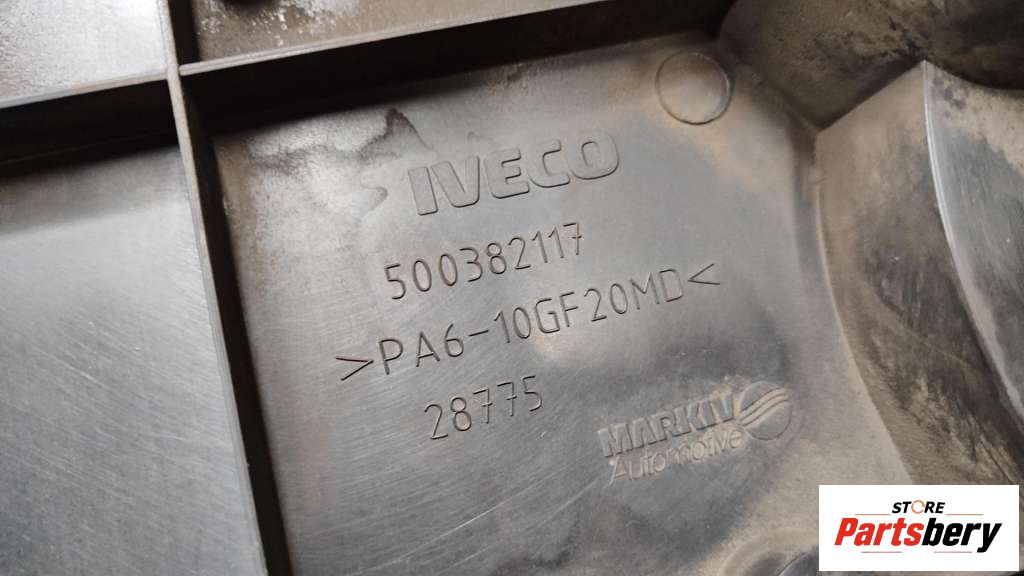 IVECO
500382117
>PA6-10GF20MD<
28775
MARKIV
Automotive
STORE
Partsbery